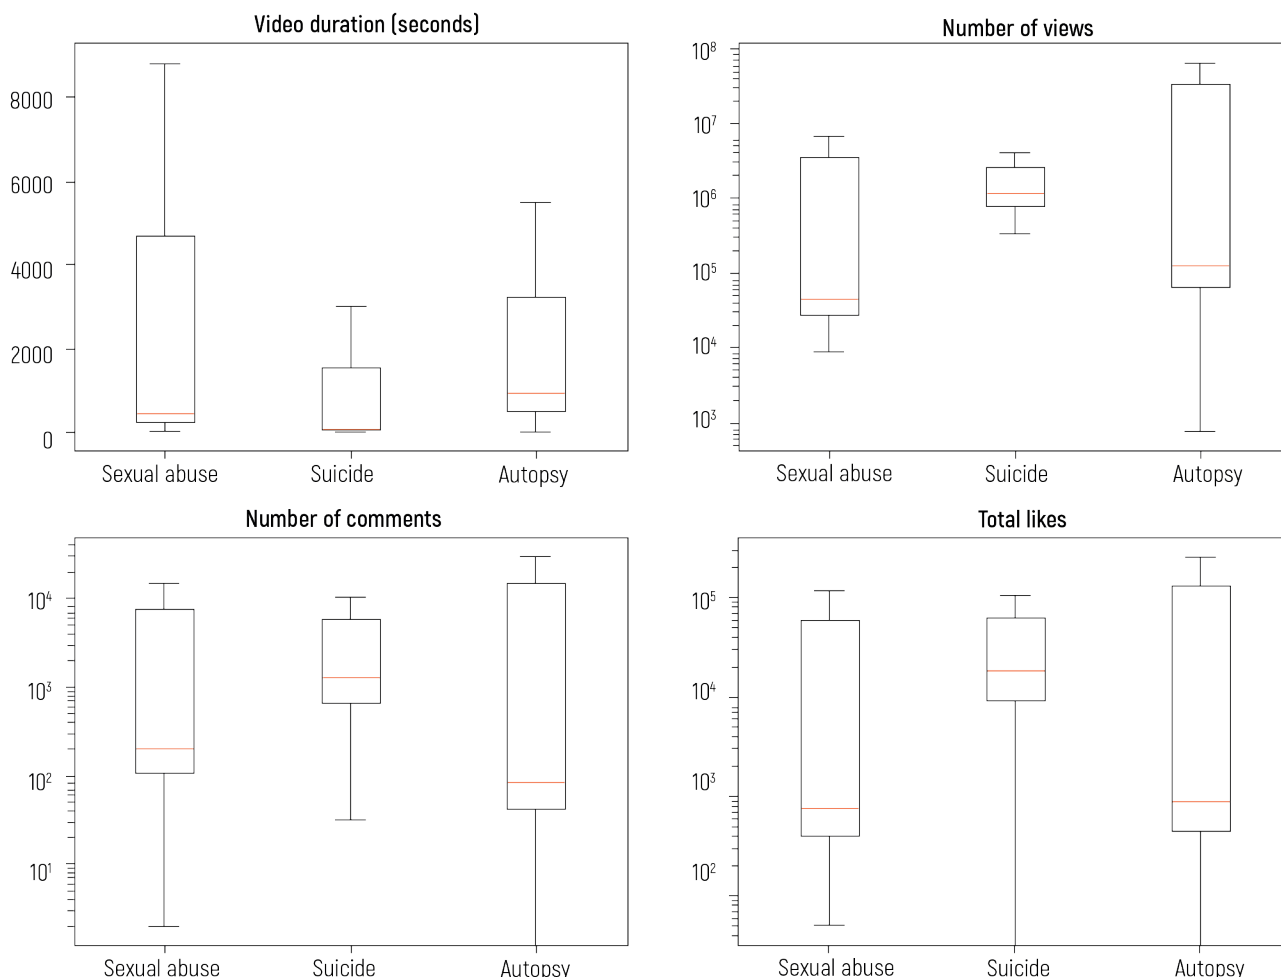 Video duration (seconds)
8000
6000
4000
2000
0
Sexual abuse Suicide Autopsy
Number of views
10⁸
10⁷
10⁶
10⁵
10⁴
10³
Sexual abuse Suicide Autopsy
Number of comments
10⁴
10³
10²
10¹
Sexual abuse Suicide Autopsy
Total likes
10⁵
10⁴
10³
10²
Sexual abuse Suicide Autopsy